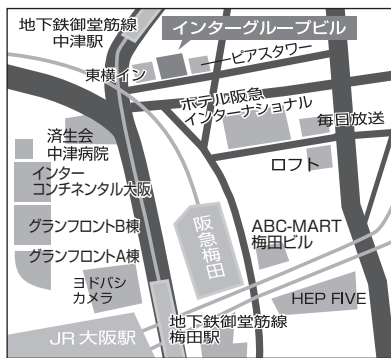 地下鉄御堂筋線
中津駅
インターグループビル
東横イン
ピアスタワー
ホテル阪急
インターナショナル
毎日放送
済生会
中津病院
ロフト
インター
コンチネンタル大阪
グランフロントB棟
阪急梅田
ABC-MART
梅田ビル
グランフロントA棟
ヨドバシ
カメラ
HEP FIVE
JR 大阪駅
地下鉄御堂筋線
梅田駅